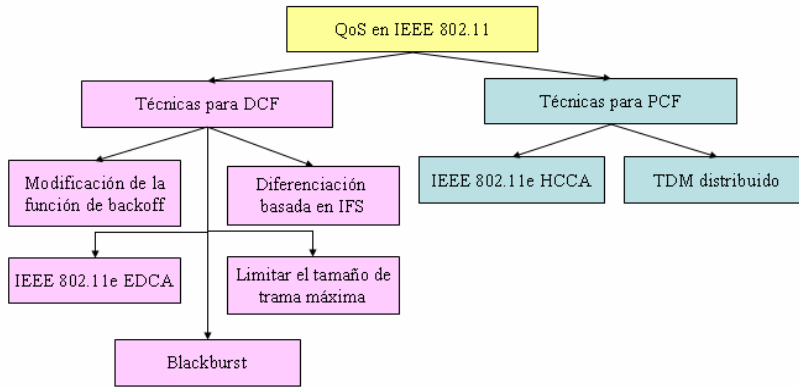 QoS en IEEE 802.11
Técnicas para DCF
Técnicas para PCF
Modificación de la
función de backoff
Diferenciación
basada en IFS
IEEE 802.11e HCCA
TDM distribuido
IEEE 802.11e EDCA
Limitar el tamaño de
trama máxima
Blackburst